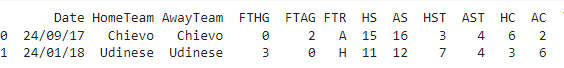 Date HomeTeam AwayTeam FTHG FTAG FTR HS AS HST AST HC AC
0 24/09/17 Chievo Chievo 0 2 A 15 16 3 4 6 2
1 24/01/18 Udinese Udinese 3 0 H 11 12 7 4 3 6